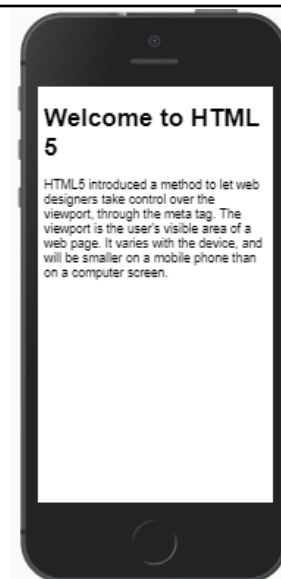 Welcome to HTML
5
HTML5 introduced a method to let web
designers take control over the
viewport, through the meta tag. The
viewport is the user's visible area of a
web page. It varies with the device, and
will be smaller on a mobile phone than
on a computer screen.